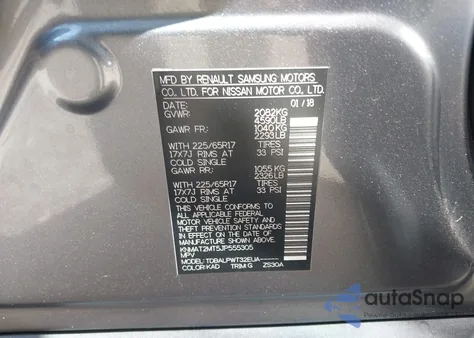 MFD BY RENAULT SAMSUNG MOTORS
CO., LTD. FOR NISSAN MOTOR CO., LTD.
DATE: 01 / 18
GVWR: 2082KG
4590LB
GAWR FR: 1040 KG
2293LB
WITH 225/65R17 TIRES
17X7J RIMS AT 33 PSI
COLD SINGLE
GAWR RR: 1055 KG
2326LB
WITH 225/65R17 TIRES
17X7J RIMS AT 33 PSI
COLD SINGLE
THIS VEHICLE CONFORMS TO
ALL APPLICABLE FEDERAL MOTOR
VEHICLE SAFETY AND THEFT
PREVENTION STANDARDS IN EFFECT
ON THE DATE OF
MANUFACTURE SHOWN ABOVE.
KNMAT2MT5JP555305
MPV
MODEL: TDBALPWT32EUA------
COLOR: KAD TRIM: G ZS30A
autoSnap